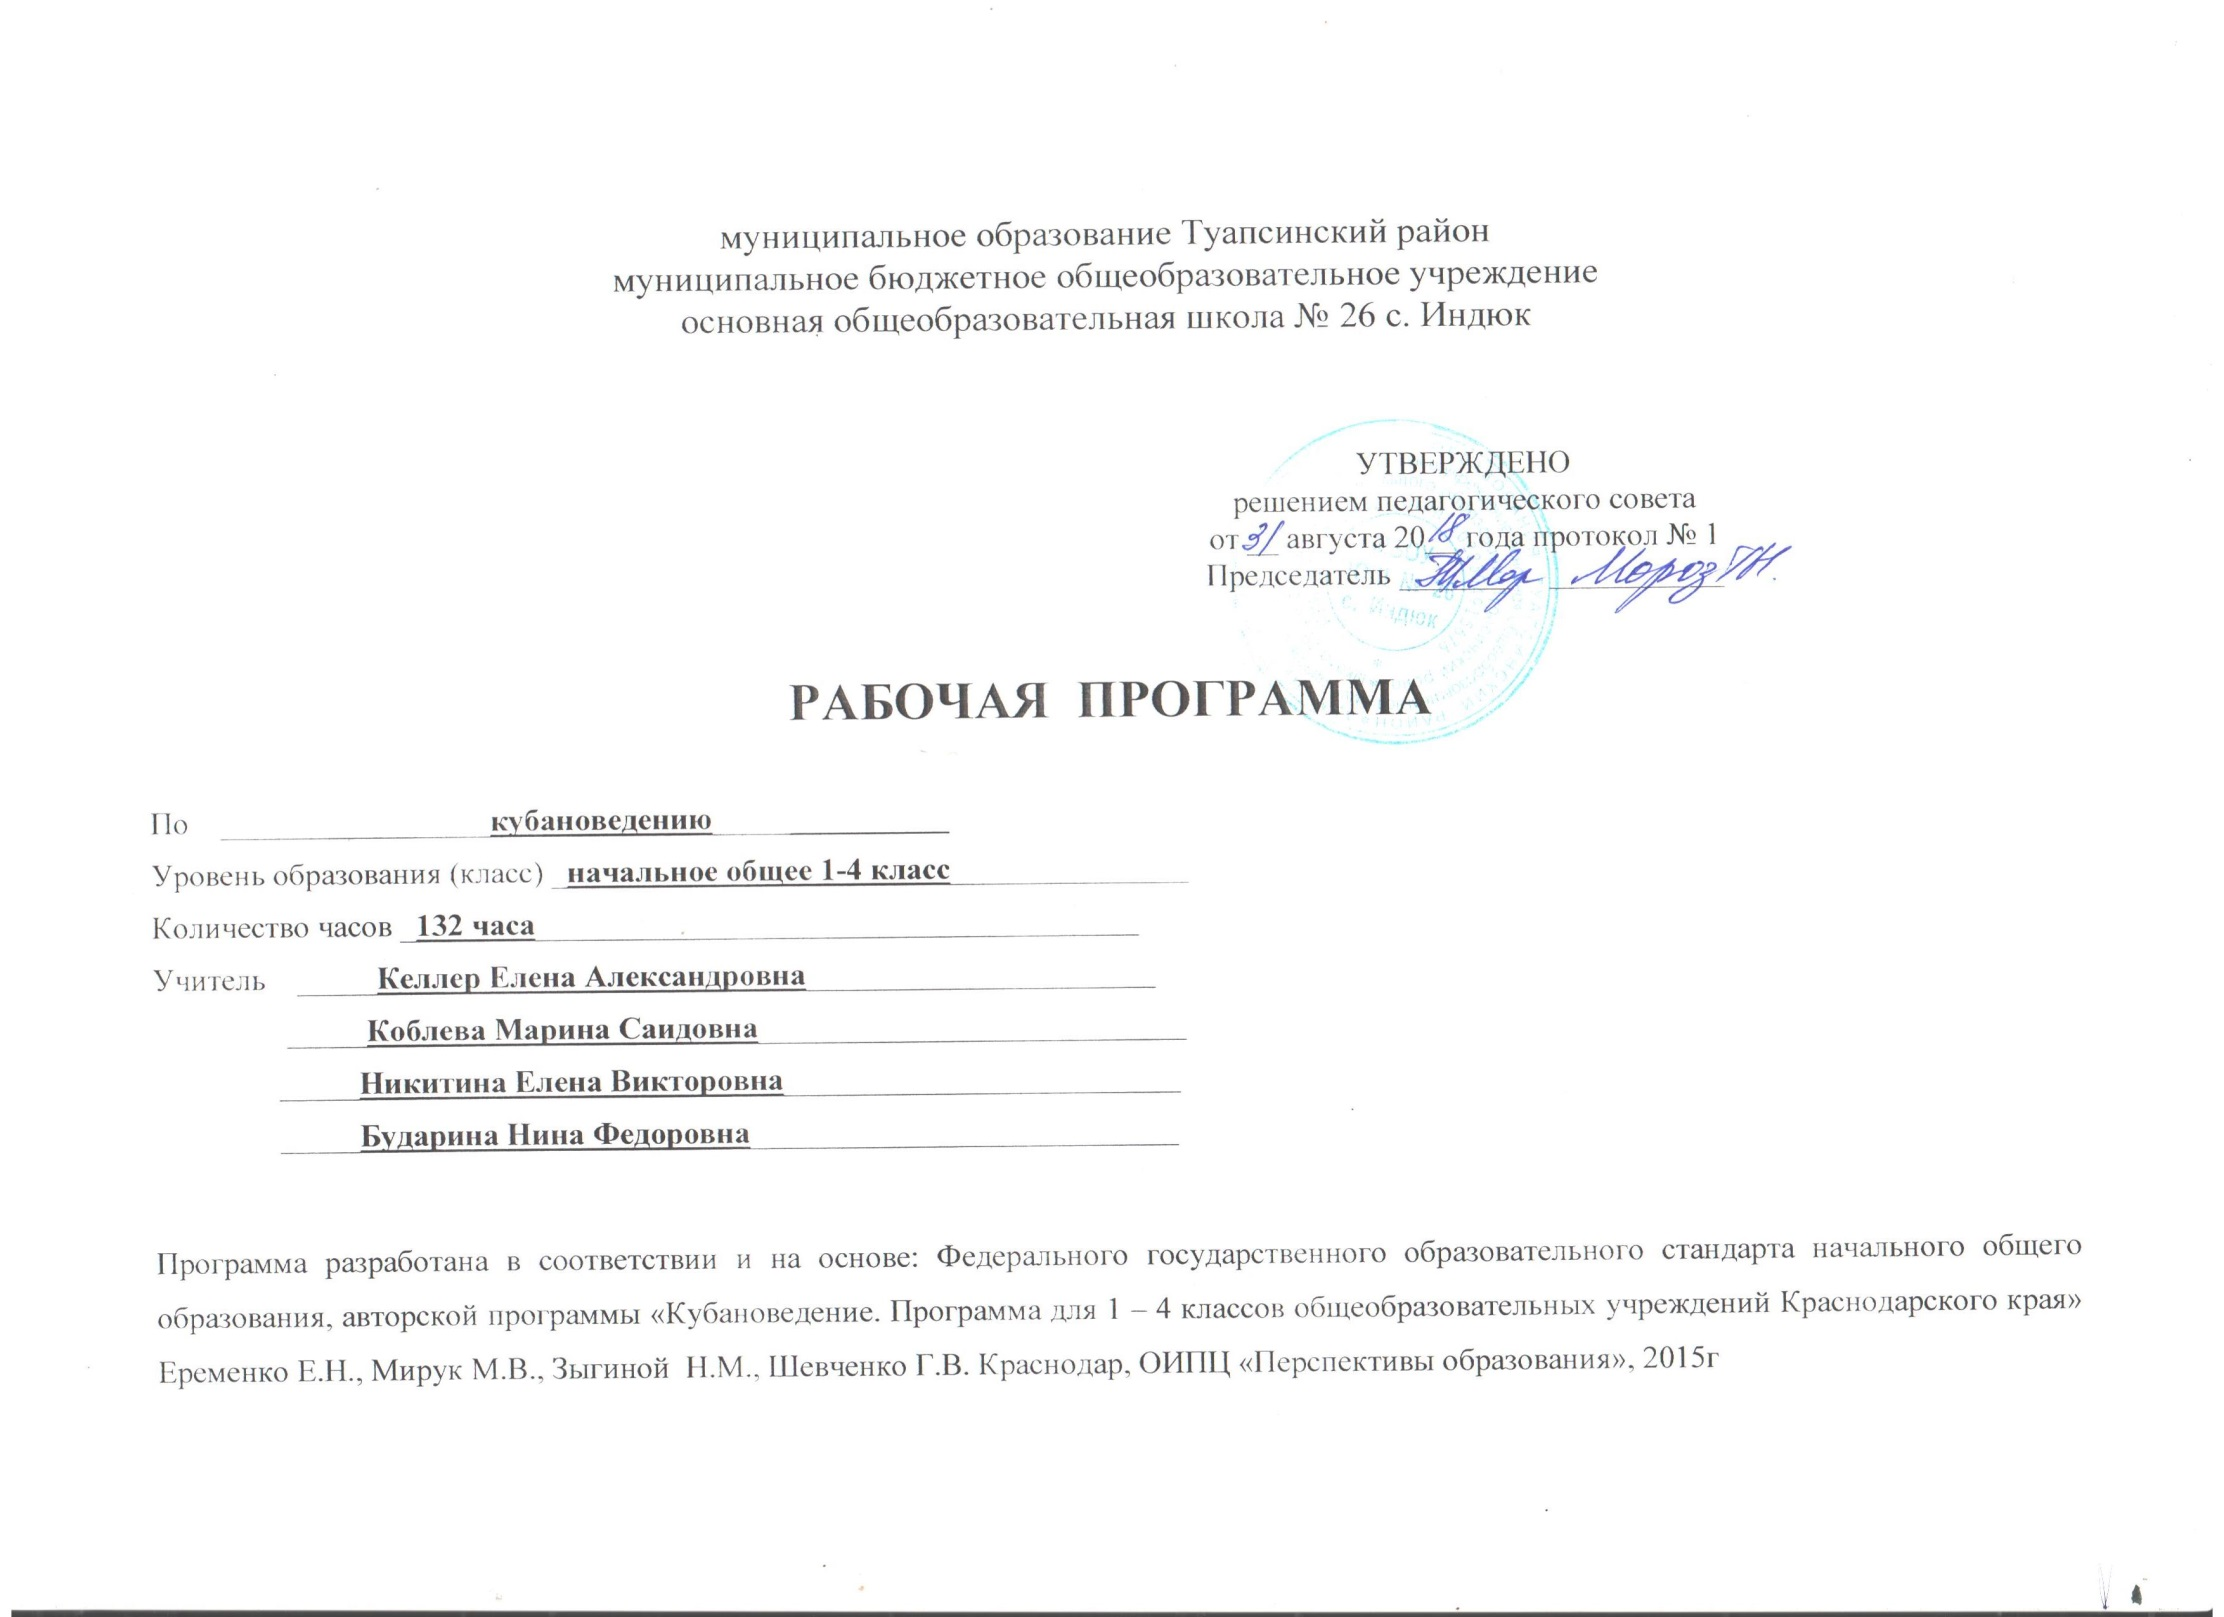 муниципальное образование Туапсинский район
муниципальное бюджетное общеобразовательное учреждение
основная общеобразовательная школа № 26 с. Индюк
УТВЕРЖДЕНО
решением педагогического совета
от 31 августа 2018 года протокол № 1
Председатель Мороз Т.Н.
с. Индюк
РАБОЧАЯ ПРОГРАММА
По кубановедению
Уровень образования (класс) начальное общее 1-4 класс
Количество часов 132 часа
Учитель Келлер Елена Александровна
Коблева Марина Саидовна
Никитина Елена Викторовна
Бударина Нина Федоровна
Программа разработана в соответствии и на основе: Федерального государственного образовательного стандарта начального общего
образования, авторской программы «Кубановедение. Программа для 1 – 4 классов общеобразовательных учреждений Краснодарского края»
Еременко Е.Н., Мирук М.В., Зыгиной Н.М., Шевченко Г.В. Краснодар, ОИПЦ «Перспективы образования», 2015г